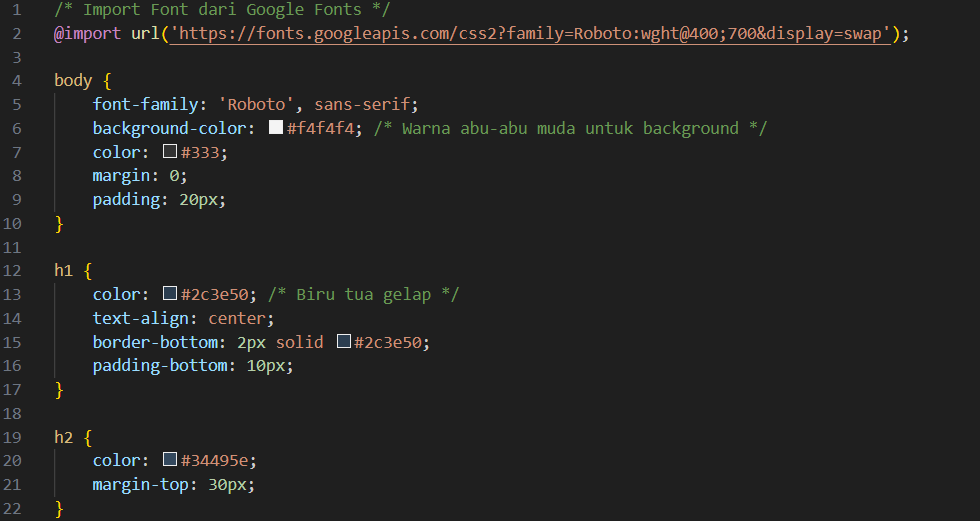 1 /* Import Font dari Google Fonts */
2 @import url('https://fonts.googleapis.com/css2?family=Roboto:wght@400;700&display=swap');
3
4 body {
5     font-family: 'Roboto', sans-serif;
6     background-color: #f4f4f4; /* Warna abu-abu muda untuk background */
7     color: #333;
8     margin: 0;
9     padding: 20px;
10 }
11
12 h1 {
13     color: #2c3e50; /* Biru tua gelap */
14     text-align: center;
15     border-bottom: 2px solid #2c3e50;
16     padding-bottom: 10px;
17 }
18
19 h2 {
20     color: #34495e;
21     margin-top: 30px;
22 }